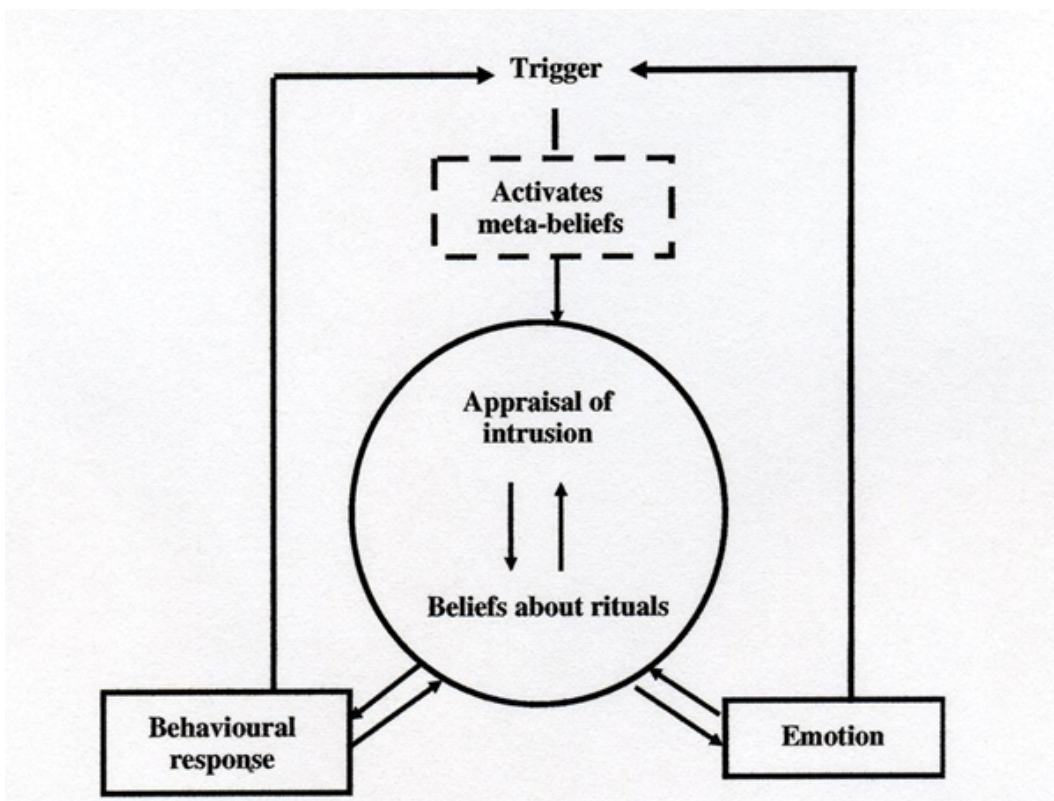 Trigger
Activates
meta-beliefs
Appraisal of
intrusion
Beliefs about rituals
Behavioural
response
Emotion